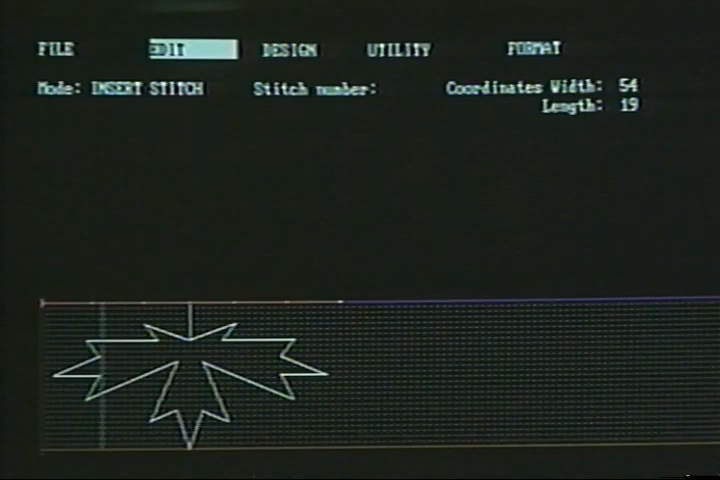 FILE EDIT DESIGN UTILITY FORMAT
Mode: INSERT STITCH Stitch number: Coordinates Width: 54
Length: 19